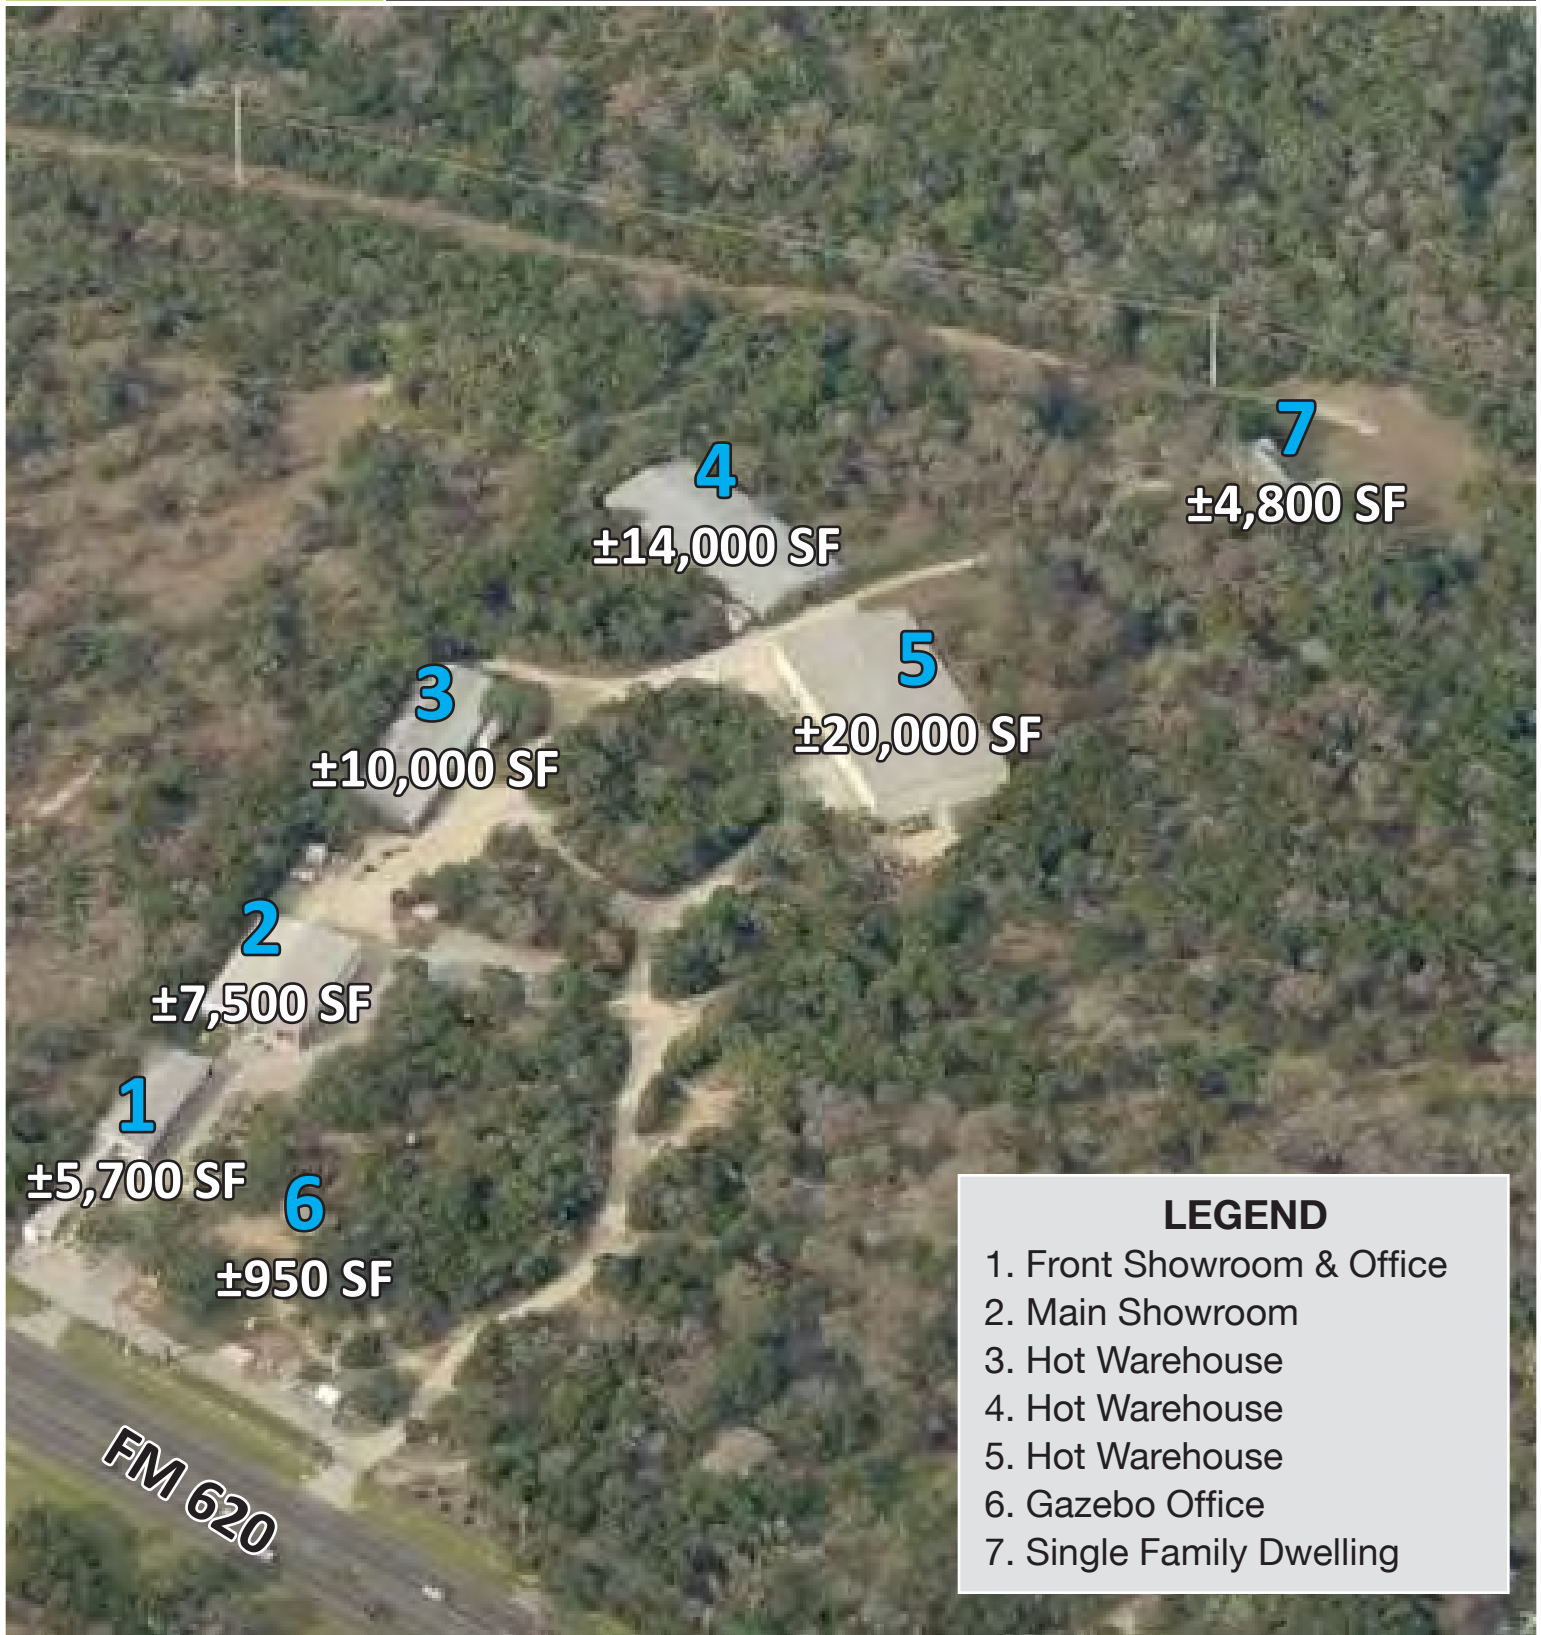 7
±4,800 SF
4
±14,000 SF
5
±20,000 SF
3
±10,000 SF
2
±7,500 SF
1
±5,700 SF
6
±950 SF
FM 620
LEGEND
1. Front Showroom & Office
2. Main Showroom
3. Hot Warehouse
4. Hot Warehouse
5. Hot Warehouse
6. Gazebo Office
7. Single Family Dwelling